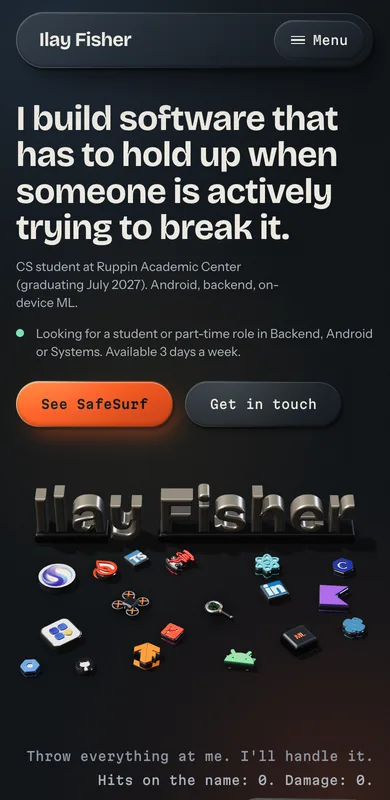 Ilay Fisher
Menu
I build software that
has to hold up when
someone is actively
trying to break it.
CS student at Ruppin Academic Center
(graduating July 2027). Android, backend, on-
device ML.
Looking for a student or part-time role in Backend, Android
or Systems. Available 3 days a week.
See SafeSurf
Get in touch
Ilay Fisher
TS
C
in
ML
Throw everything at me. I'll handle it.
Hits on the name: 0. Damage: 0.